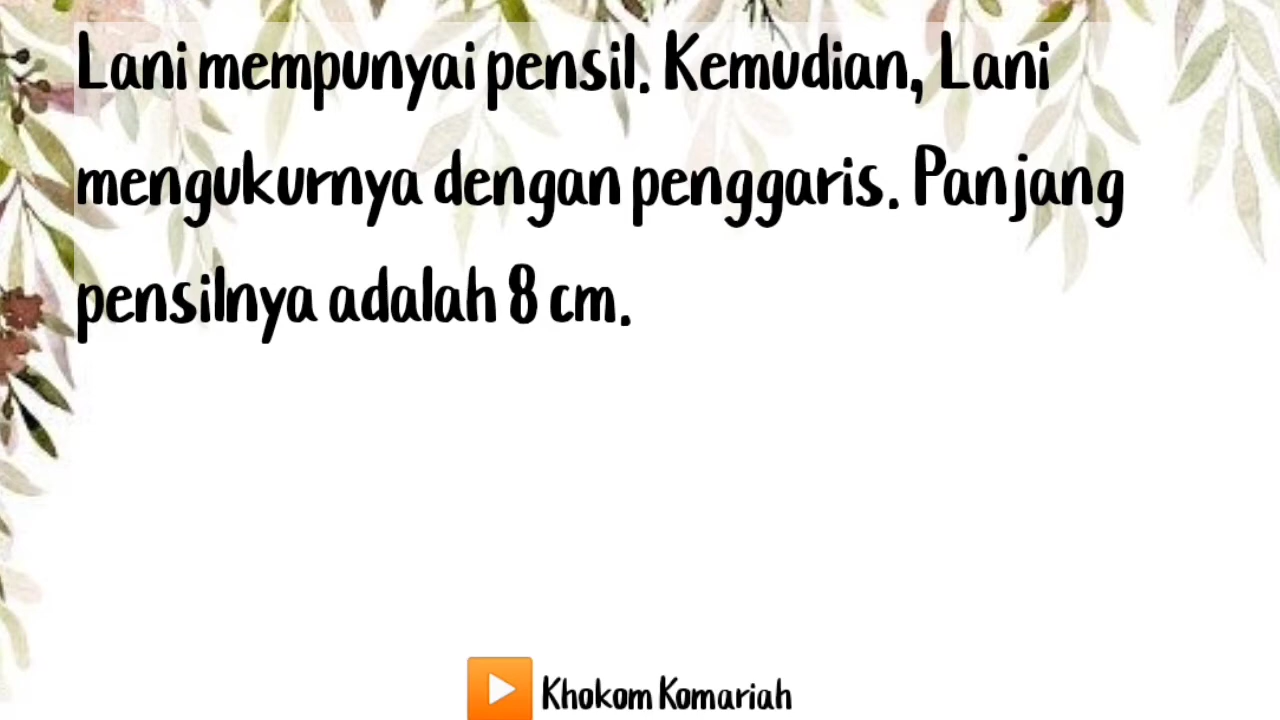 Lani mempunyai pensil. Kemudian, Lani
mengukurnya dengan penggaris. Panjang
pensilnya adalah 8 cm.
Khokom Komariah